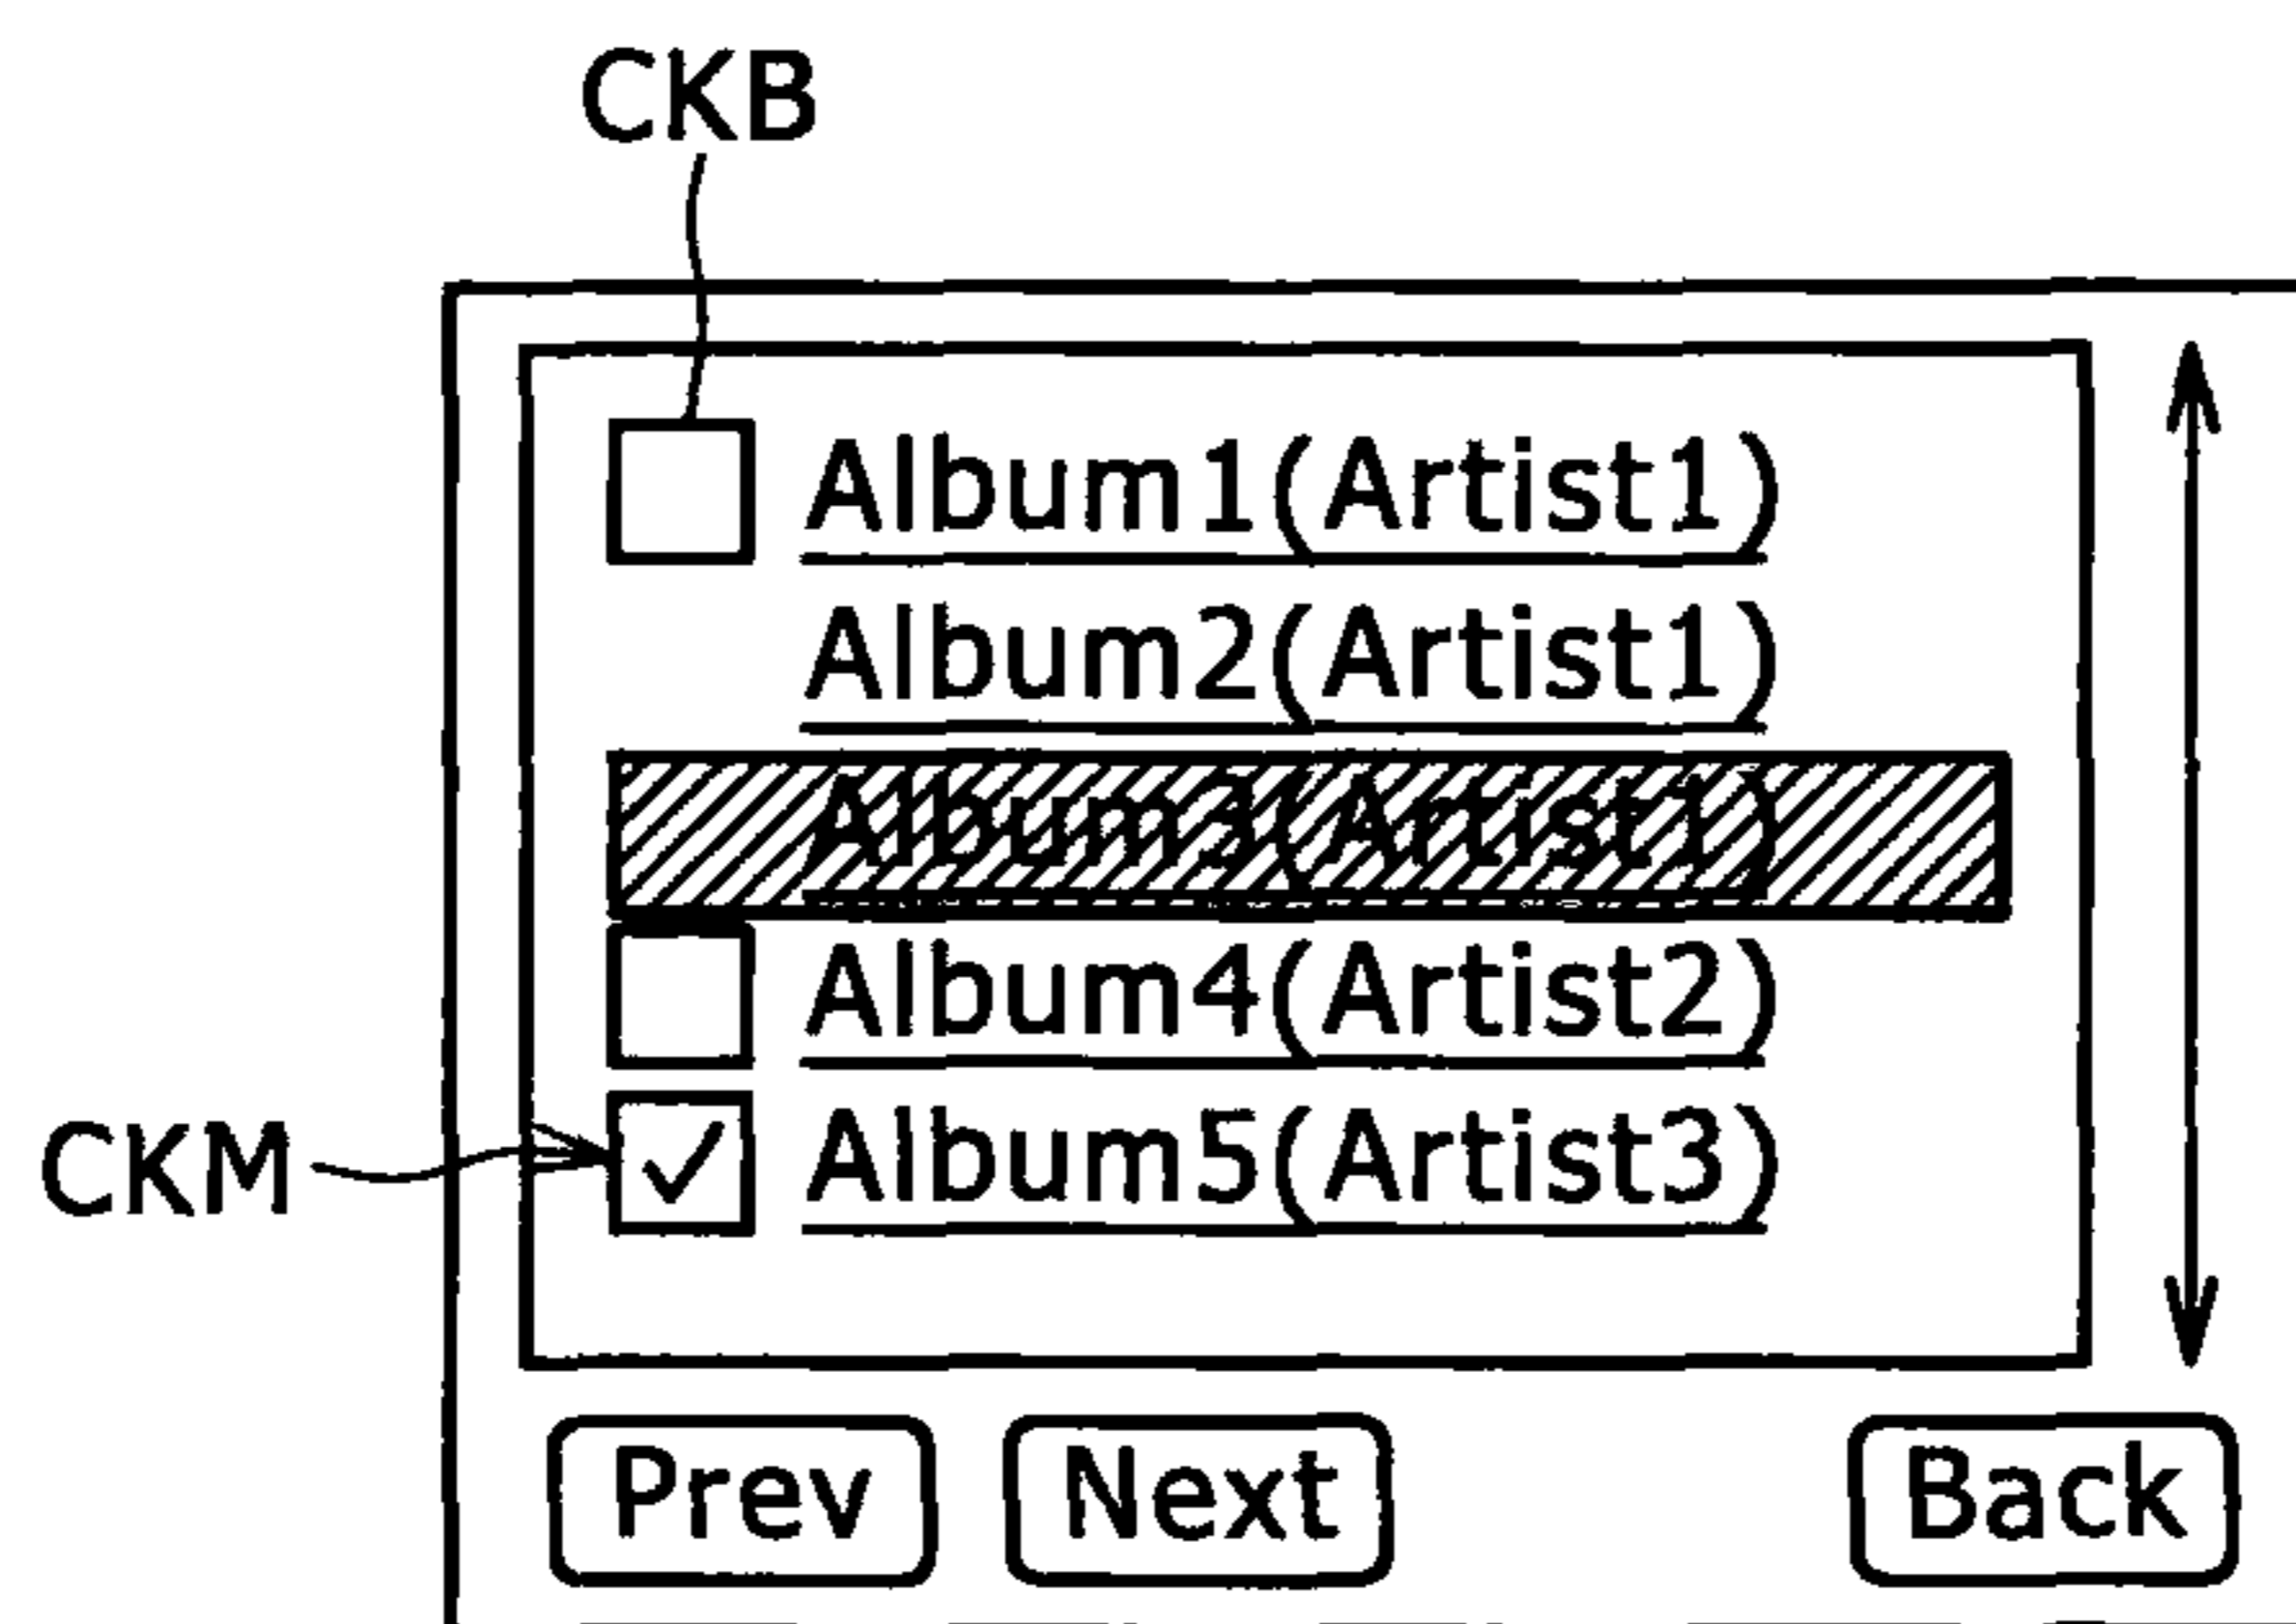 CKB
Album1(Artist1)
Album2(Artist1)
Album3(Artist1)
Album4(Artist2)
CKM
Album5(Artist3)
Prev
Next
Back